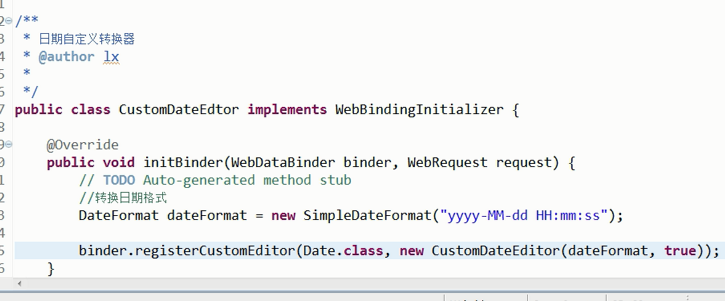 /**
 * 日期自定义转换器
 * @author lx
 *
 */
public class CustomDateEdtor implements WebBindingInitializer {
@Override
public void initBinder(WebDataBinder binder, WebRequest request) {
// TODO Auto-generated method stub
//转换日期格式
DateFormat dateFormat = new SimpleDateFormat("yyyy-MM-dd HH:mm:ss");
binder.registerCustomEditor(Date.class, new CustomDateEditor(dateFormat, true));
}